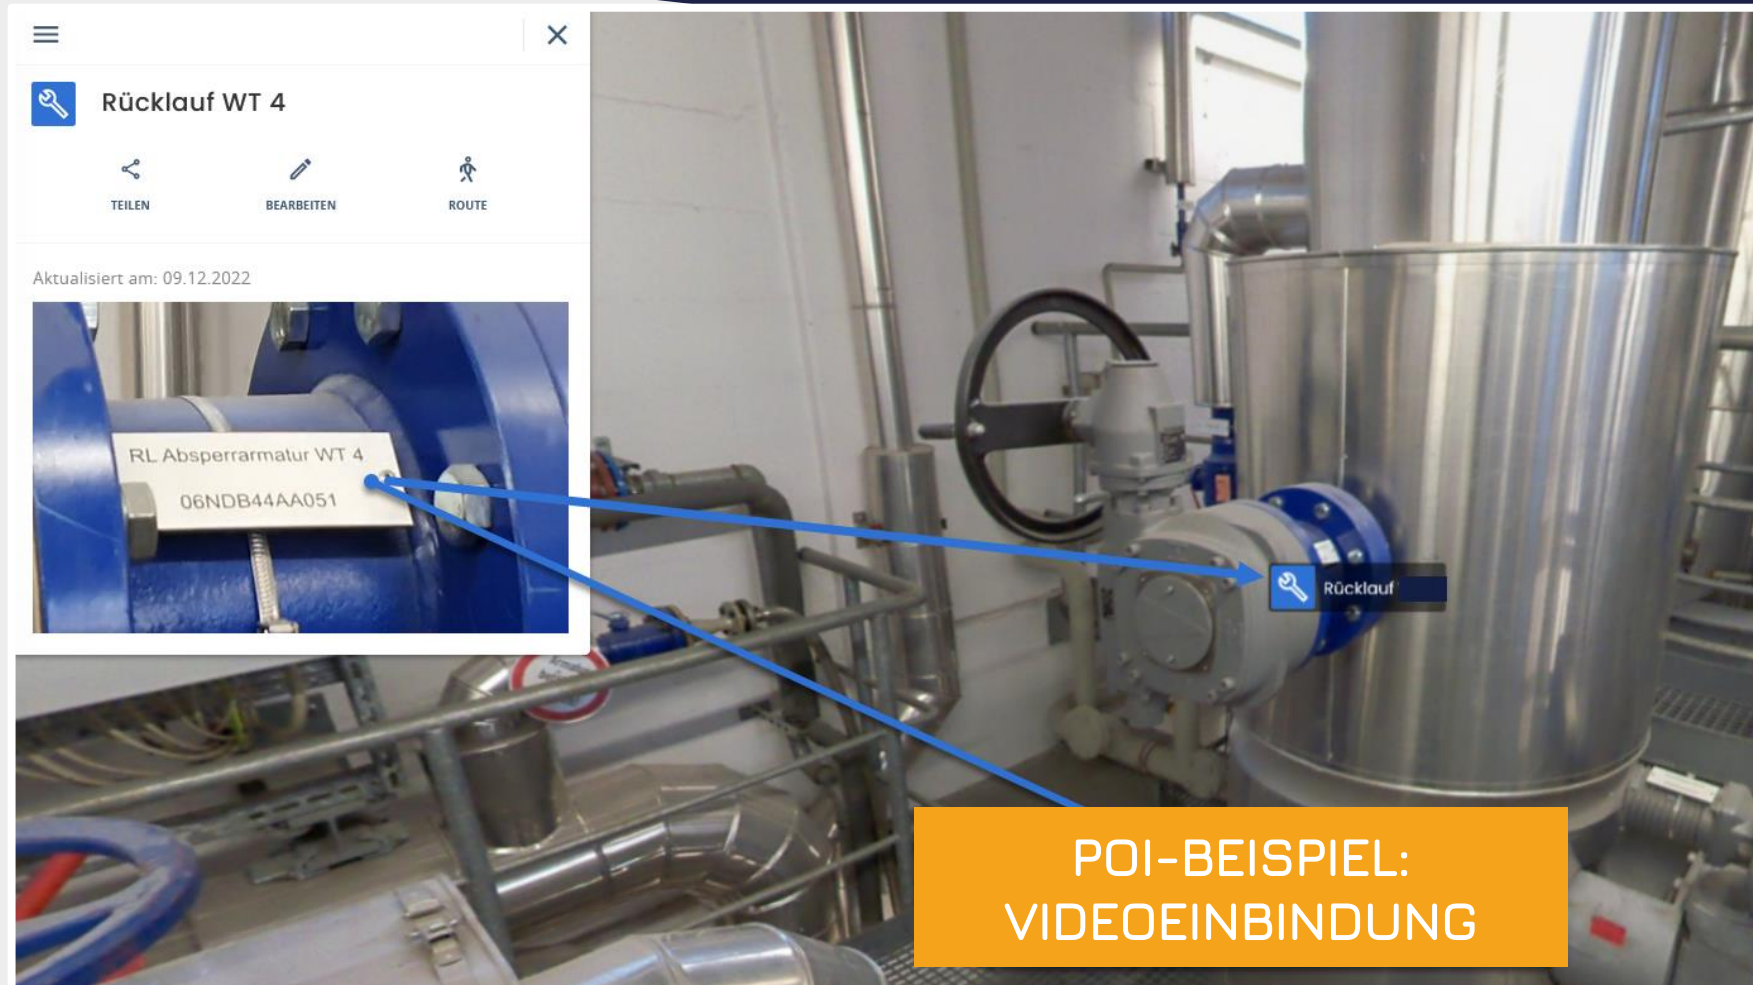 Rücklauf WT 4
TEILEN
BEARBEITEN
ROUTE
Aktualisiert am: 09.12.2022
RL Absperrarmatur WT 4
06NDB44AA051
Rücklauf
POI-BEISPIEL:
VIDEOEINBINDUNG